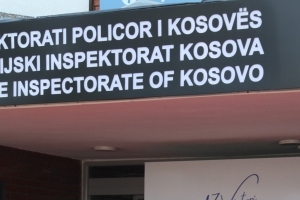 KTORATI POLICOR I KOSOVËS
IJSKI INSPEKTORAT KOSOVA
E INSPECTORATE OF KOSOVO